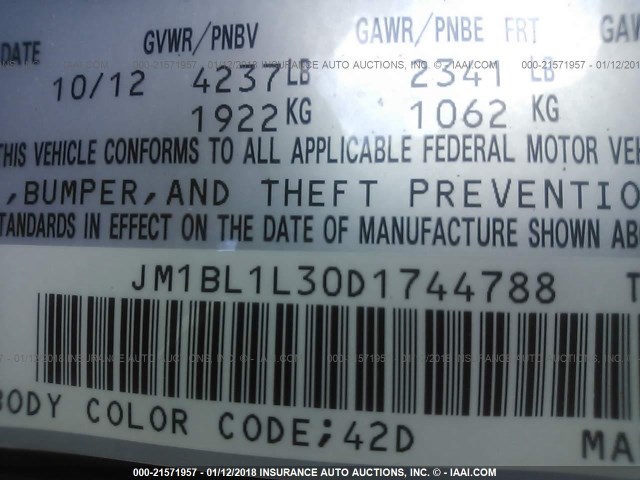 DATE GVWR/PNBV GAWR/PNBE FRT GAW
10/12 4237 LB 2341 LB
1922 KG 1062 KG
THIS VEHICLE CONFORMS TO ALL APPLICABLE FEDERAL MOTOR VEH
,BUMPER,AND THEFT PREVENTIO
STANDARDS IN EFFECT ON THE DATE OF MANUFACTURE SHOWN ABO
JM1BL1L30D1744788 T
BODY COLOR CODE;42D MA
000-21571957 - 01/12/2018 INSURANCE AUTO AUCTIONS, INC. - © - IAAI.COM